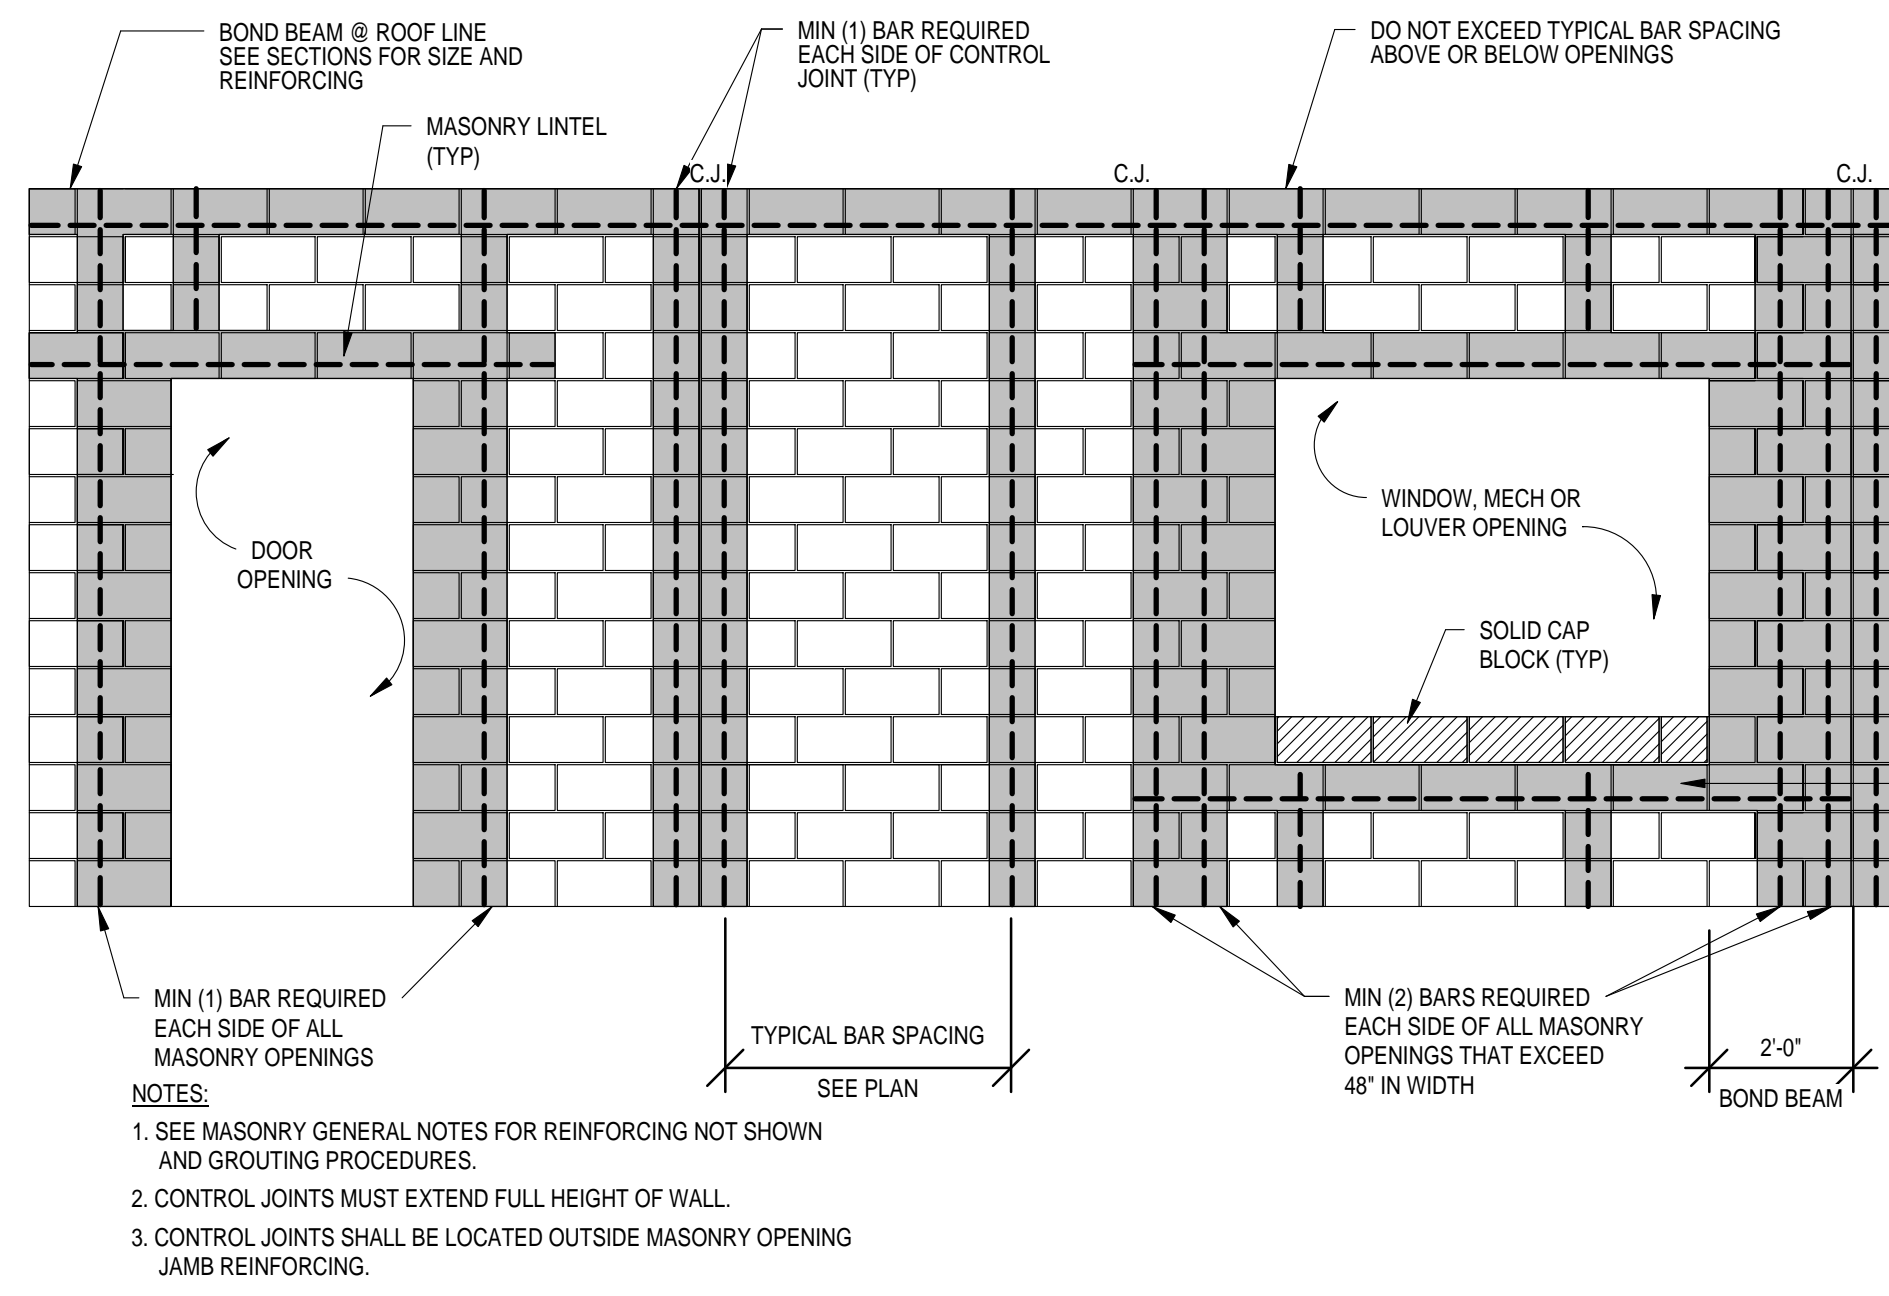 BOND BEAM @ ROOF LINE
SEE SECTIONS FOR SIZE AND
REINFORCING
MIN (1) BAR REQUIRED
EACH SIDE OF CONTROL
JOINT (TYP)
DO NOT EXCEED TYPICAL BAR SPACING
ABOVE OR BELOW OPENINGS
MASONRY LINTEL
(TYP)
C.J.
C.J.
C.J.
DOOR
OPENING
WINDOW, MECH OR
LOUVER OPENING
SOLID CAP
BLOCK (TYP)
MIN (1) BAR REQUIRED
EACH SIDE OF ALL
MASONRY OPENINGS
TYPICAL BAR SPACING
SEE PLAN
MIN (2) BARS REQUIRED
EACH SIDE OF ALL MASONRY
OPENINGS THAT EXCEED
48" IN WIDTH
2'-0"
BOND BEAM
NOTES:
1. SEE MASONRY GENERAL NOTES FOR REINFORCING NOT SHOWN
AND GROUTING PROCEDURES.
2. CONTROL JOINTS MUST EXTEND FULL HEIGHT OF WALL.
3. CONTROL JOINTS SHALL BE LOCATED OUTSIDE MASONRY OPENING
JAMB REINFORCING.